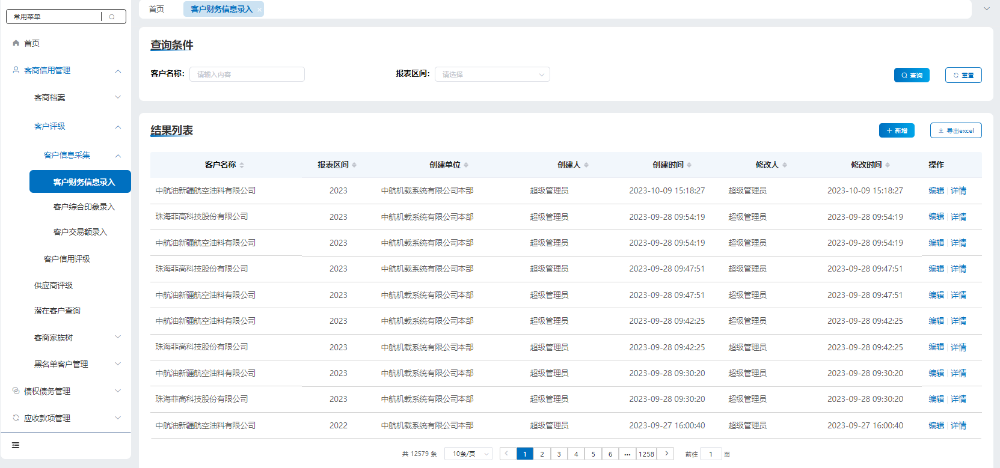 常用菜单
首页
客商信用管理
客商档案
客户评级
客户信息采集
客户财务信息录入
客户综合印象录入
客户交易额录入
客户信用评级
供应商评级
潜在客户查询
客商家族树
黑名单客户管理
债权债务管理
应收款项管理
首页 客户财务信息录入 ×
查询条件
客户名称: 请输入内容 报表区间: 请选择 查询 重置
结果列表 + 新增 导出excel
客户名称 报表区间 创建单位 创建人 创建时间 修改人 修改时间 操作
中航油新疆航空油料有限公司 2023 中航机载系统有限公司本部 超级管理员 2023-10-09 15:18:27 超级管理员 2023-10-09 15:18:27 编辑 详情
珠海菲高科技股份有限公司 2023 中航机载系统有限公司本部 超级管理员 2023-09-28 09:54:19 超级管理员 2023-09-28 09:54:19 编辑 详情
中航油新疆航空油料有限公司 2023 中航机载系统有限公司本部 超级管理员 2023-09-28 09:54:19 超级管理员 2023-09-28 09:54:19 编辑 详情
珠海菲高科技股份有限公司 2023 中航机载系统有限公司本部 超级管理员 2023-09-28 09:47:51 超级管理员 2023-09-28 09:47:51 编辑 详情
中航油新疆航空油料有限公司 2023 中航机载系统有限公司本部 超级管理员 2023-09-28 09:47:51 超级管理员 2023-09-28 09:47:51 编辑 详情
中航油新疆航空油料有限公司 2023 中航机载系统有限公司本部 超级管理员 2023-09-28 09:42:25 超级管理员 2023-09-28 09:42:25 编辑 详情
珠海菲高科技股份有限公司 2023 中航机载系统有限公司本部 超级管理员 2023-09-28 09:42:25 超级管理员 2023-09-28 09:42:25 编辑 详情
中航油新疆航空油料有限公司 2023 中航机载系统有限公司本部 超级管理员 2023-09-28 09:30:20 超级管理员 2023-09-28 09:30:20 编辑 详情
珠海菲高科技股份有限公司 2023 中航机载系统有限公司本部 超级管理员 2023-09-28 09:30:20 超级管理员 2023-09-28 09:30:20 编辑 详情
中航油新疆航空油料有限公司 2022 中航机载系统有限公司本部 超级管理员 2023-09-27 16:00:40 超级管理员 2023-09-27 16:00:40 编辑 详情
共 12579 条 10条/页 < 1 2 3 4 5 6 ··· 1258 > 前往 1 页